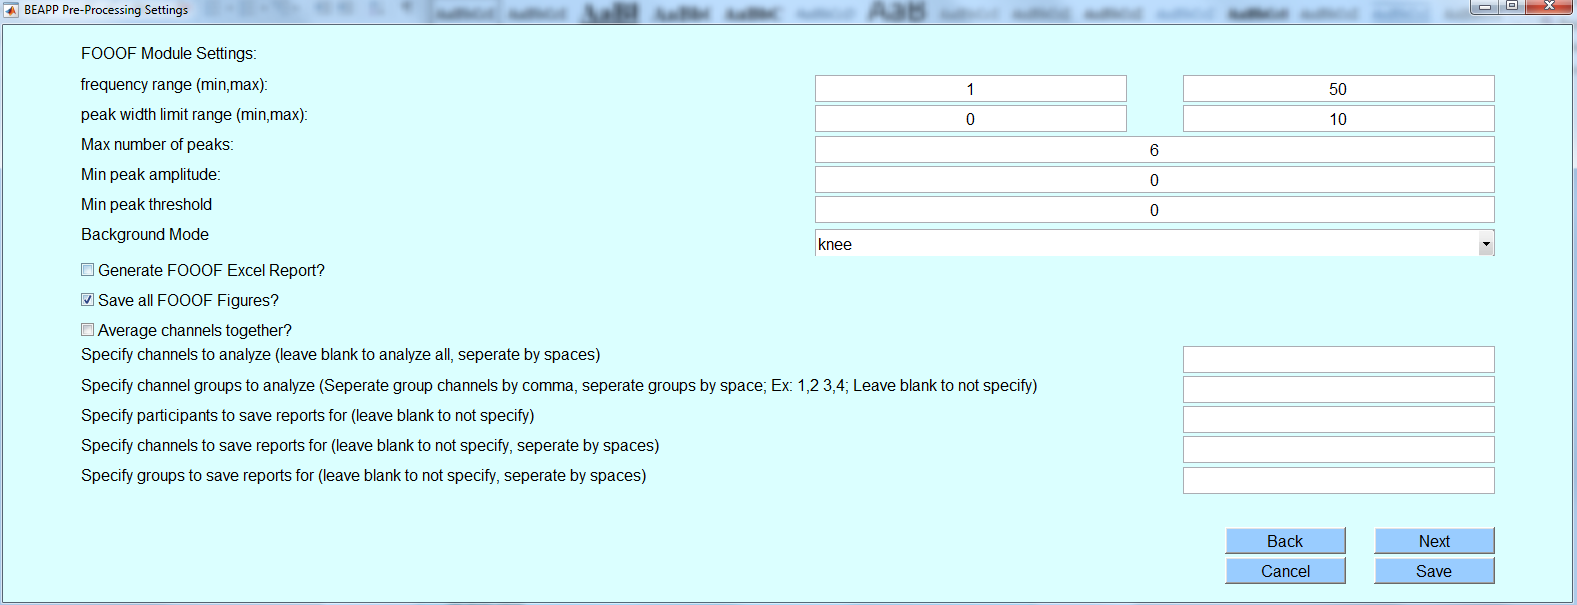 BEAPP Pre-Processing Settings
FOOOF Module Settings:
frequency range (min,max): 1 50
peak width limit range (min,max): 0 10
Max number of peaks: 6
Min peak amplitude: 0
Min peak threshold 0
Background Mode knee
Generate FOOOF Excel Report?
Save all FOOOF Figures?
Average channels together?
Specify channels to analyze (leave blank to analyze all, seperate by spaces)
Specify channel groups to analyze (Seperate group channels by comma, seperate groups by space; Ex: 1,2 3,4; Leave blank to not specify)
Specify participants to save reports for (leave blank to not specify)
Specify channels to save reports for (leave blank to not specify, seperate by spaces)
Specify groups to save reports for (leave blank to not specify, seperate by spaces)
Back Next
Cancel Save